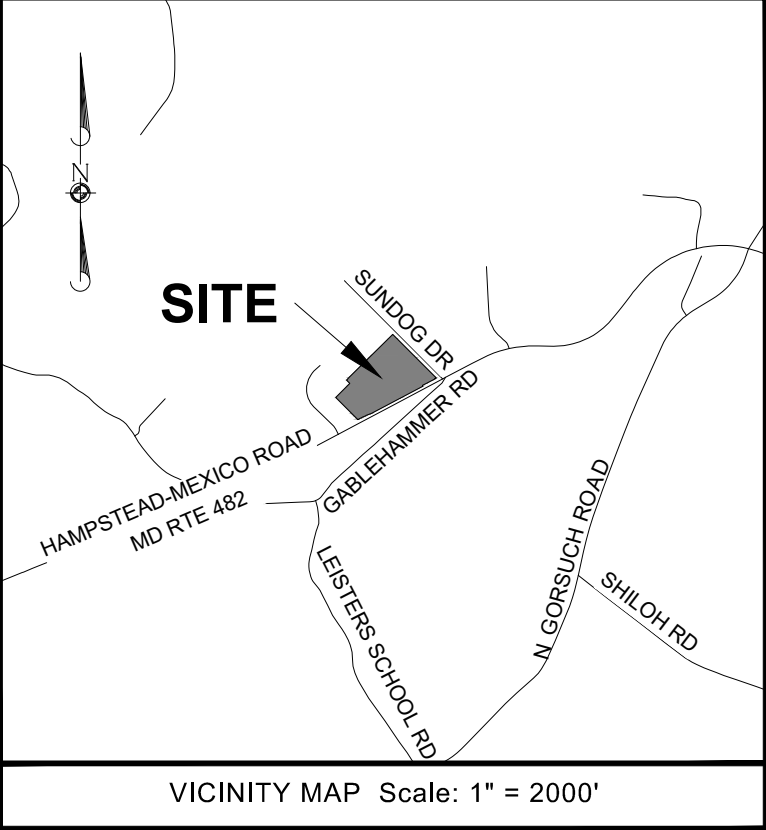 N
SITE
SUNDOG DR
GABLEHAMMER RD
HAMPSTEAD-MEXICO ROAD
MD RTE 482
LEISTERS SCHOOL RD
N GORSUCH ROAD
SHILOH RD
VICINITY MAP Scale: 1" = 2000'